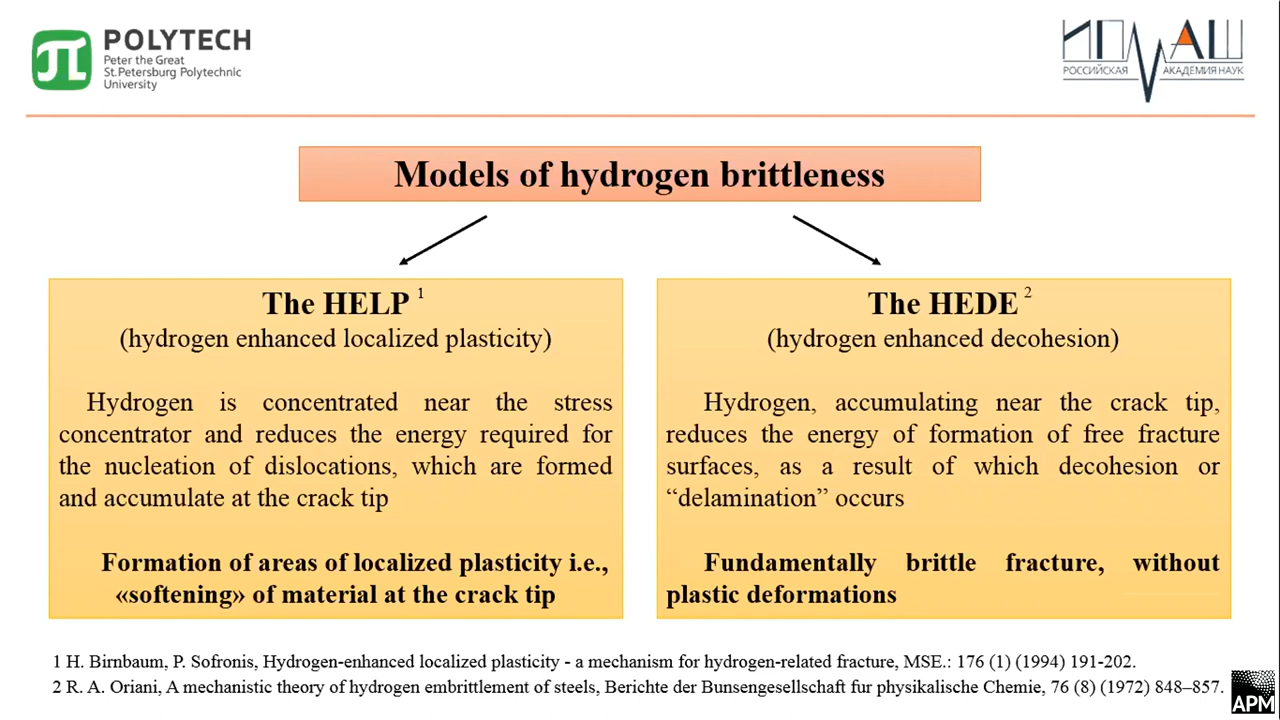 POLYTECH
Peter the Great
St.Petersburg Polytechnic
University
ИПМАШ
РОССИЙСКАЯ АКАДЕМИЯ НАУК
Models of hydrogen brittleness
The HELP 1
(hydrogen enhanced localized plasticity)
Hydrogen is concentrated near the stress
concentrator and reduces the energy required for
the nucleation of dislocations, which are formed
and accumulate at the crack tip
Formation of areas of localized plasticity i.e.,
«softening» of material at the crack tip
The HEDE 2
(hydrogen enhanced decohesion)
Hydrogen, accumulating near the crack tip,
reduces the energy of formation of free fracture
surfaces, as a result of which decohesion or
“delamination” occurs
Fundamentally brittle fracture, without
plastic deformations
1 H. Birnbaum, P. Sofronis, Hydrogen-enhanced localized plasticity - a mechanism for hydrogen-related fracture, MSE.: 176 (1) (1994) 191-202.
2 R. A. Oriani, A mechanistic theory of hydrogen embrittlement of steels, Berichte der Bunsengesellschaft fur physikalische Chemie, 76 (8) (1972) 848–857.
APM